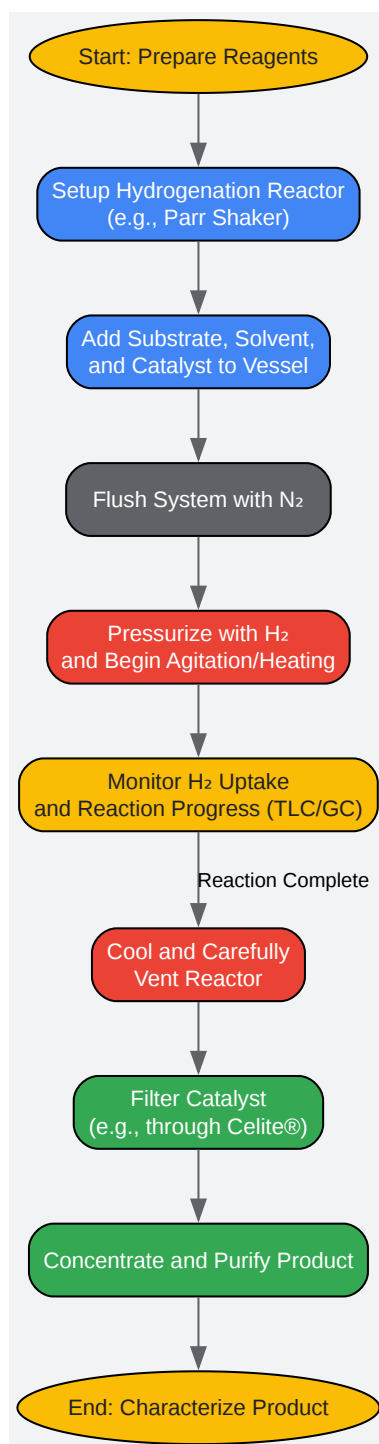 Start: Prepare Reagents
Setup Hydrogenation Reactor
(e.g., Parr Shaker)
Add Substrate, Solvent,
and Catalyst to Vessel
Flush System with N₂
Pressurize with H₂
and Begin Agitation/Heating
Monitor H₂ Uptake
and Reaction Progress (TLC/GC)
Reaction Complete
Cool and Carefully
Vent Reactor
Filter Catalyst
(e.g., through Celite®)
Concentrate and Purify Product
End: Characterize Product